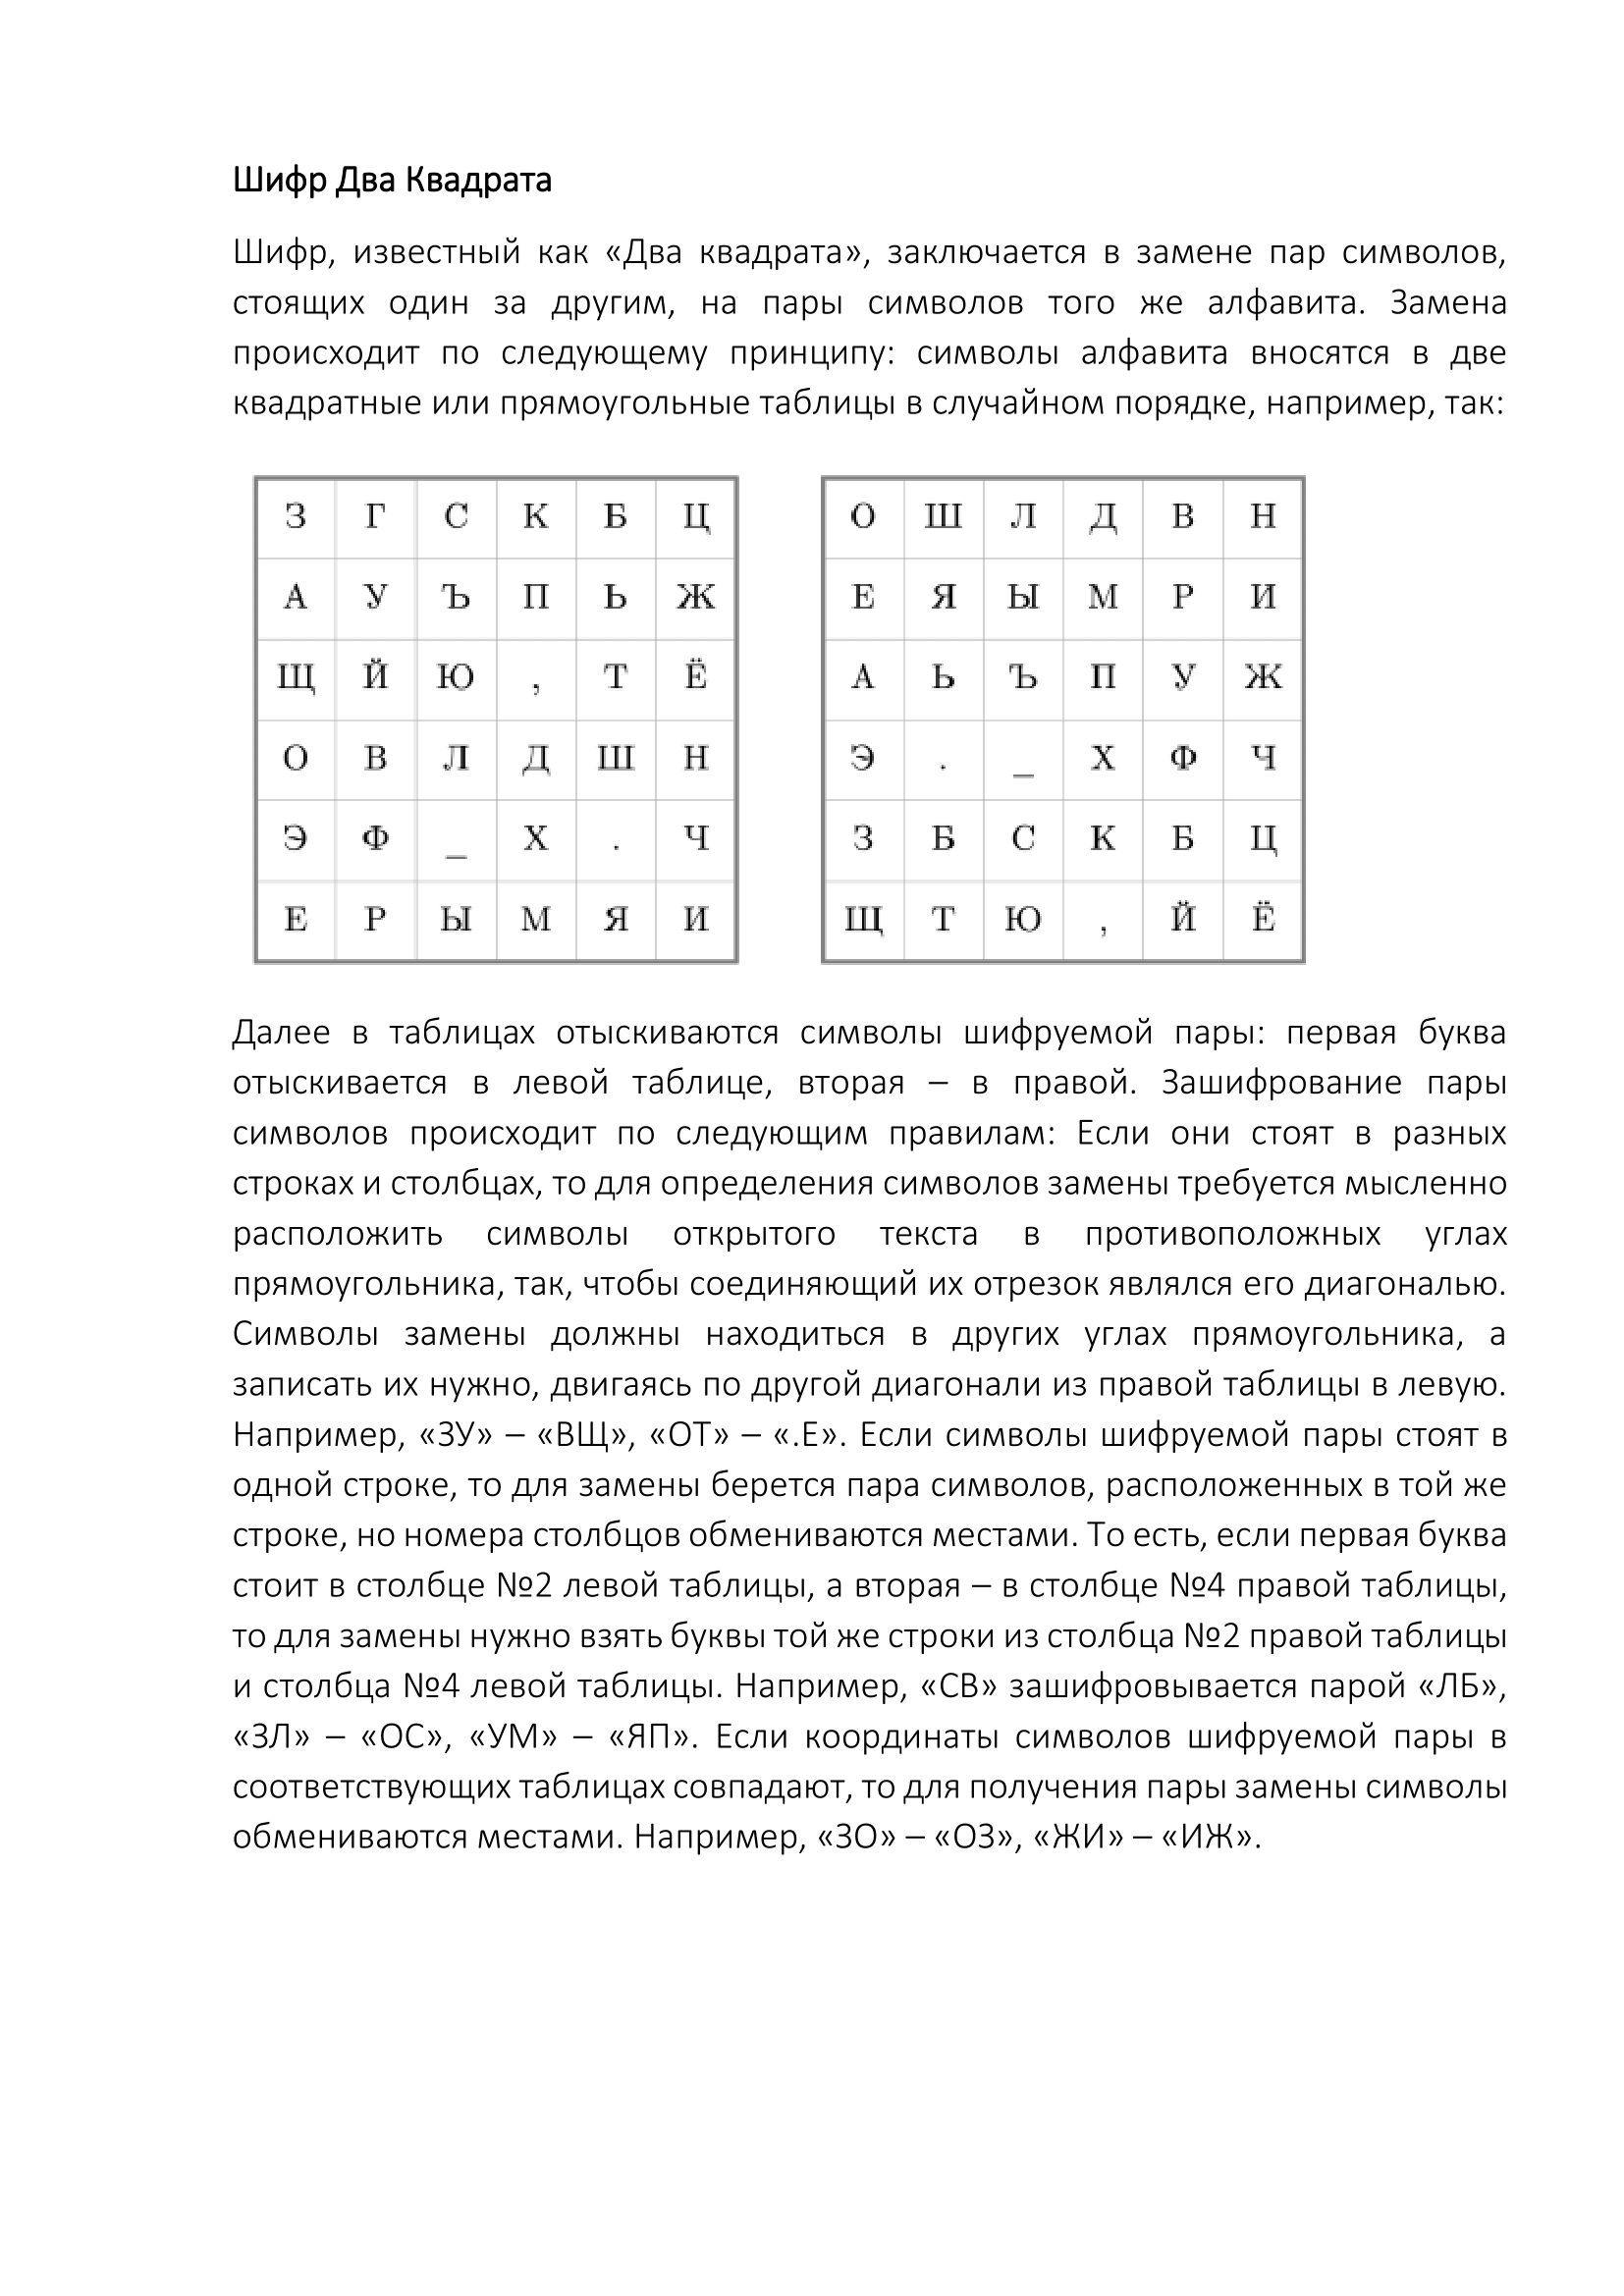 Шифр Два Квадрата
Шифр, известный как «Два квадрата», заключается в замене пар символов,
стоящих один за другим, на пары символов того же алфавита. Замена
происходит по следующему принципу: символы алфавита вносятся в две
квадратные или прямоугольные таблицы в случайном порядке, например, так:
З Г С К Б Ц
А У Ъ П Ь Ж
Щ Й Ю , Т Ё
О В Л Д Ш Н
Э Ф _ Х . Ч
Е Р Ы М Я И
О Ш Л Д В Н
Е Я Ы М Р И
А Ь Ъ П У Ж
Э . _ Х Ф Ч
З Б С К Б Ц
Щ Т Ю , Й Ё
Далее в таблицах отыскиваются символы шифруемой пары: первая буква
отыскивается в левой таблице, вторая – в правой. Зашифрование пары
символов происходит по следующим правилам: Если они стоят в разных
строках и столбцах, то для определения символов замены требуется мысленно
расположить символы открытого текста в противоположных углах
прямоугольника, так, чтобы соединяющий их отрезок являлся его диагональю.
Символы замены должны находиться в других углах прямоугольника, а
записать их нужно, двигаясь по другой диагонали из правой таблицы в левую.
Например, «ЗУ» – «ВЩ», «ОТ» – «.Е». Если символы шифруемой пары стоят в
одной строке, то для замены берется пара символов, расположенных в той же
строке, но номера столбцов обмениваются местами. То есть, если первая буква
стоит в столбце №2 левой таблицы, а вторая – в столбце №4 правой таблицы,
то для замены нужно взять буквы той же строки из столбца №2 правой таблицы
и столбца №4 левой таблицы. Например, «СВ» зашифровывается парой «ЛБ»,
«ЗЛ» – «ОС», «УМ» – «ЯП». Если координаты символов шифруемой пары в
соответствующих таблицах совпадают, то для получения пары замены символы
обмениваются местами. Например, «ЗО» – «ОЗ», «ЖИ» – «ИЖ».